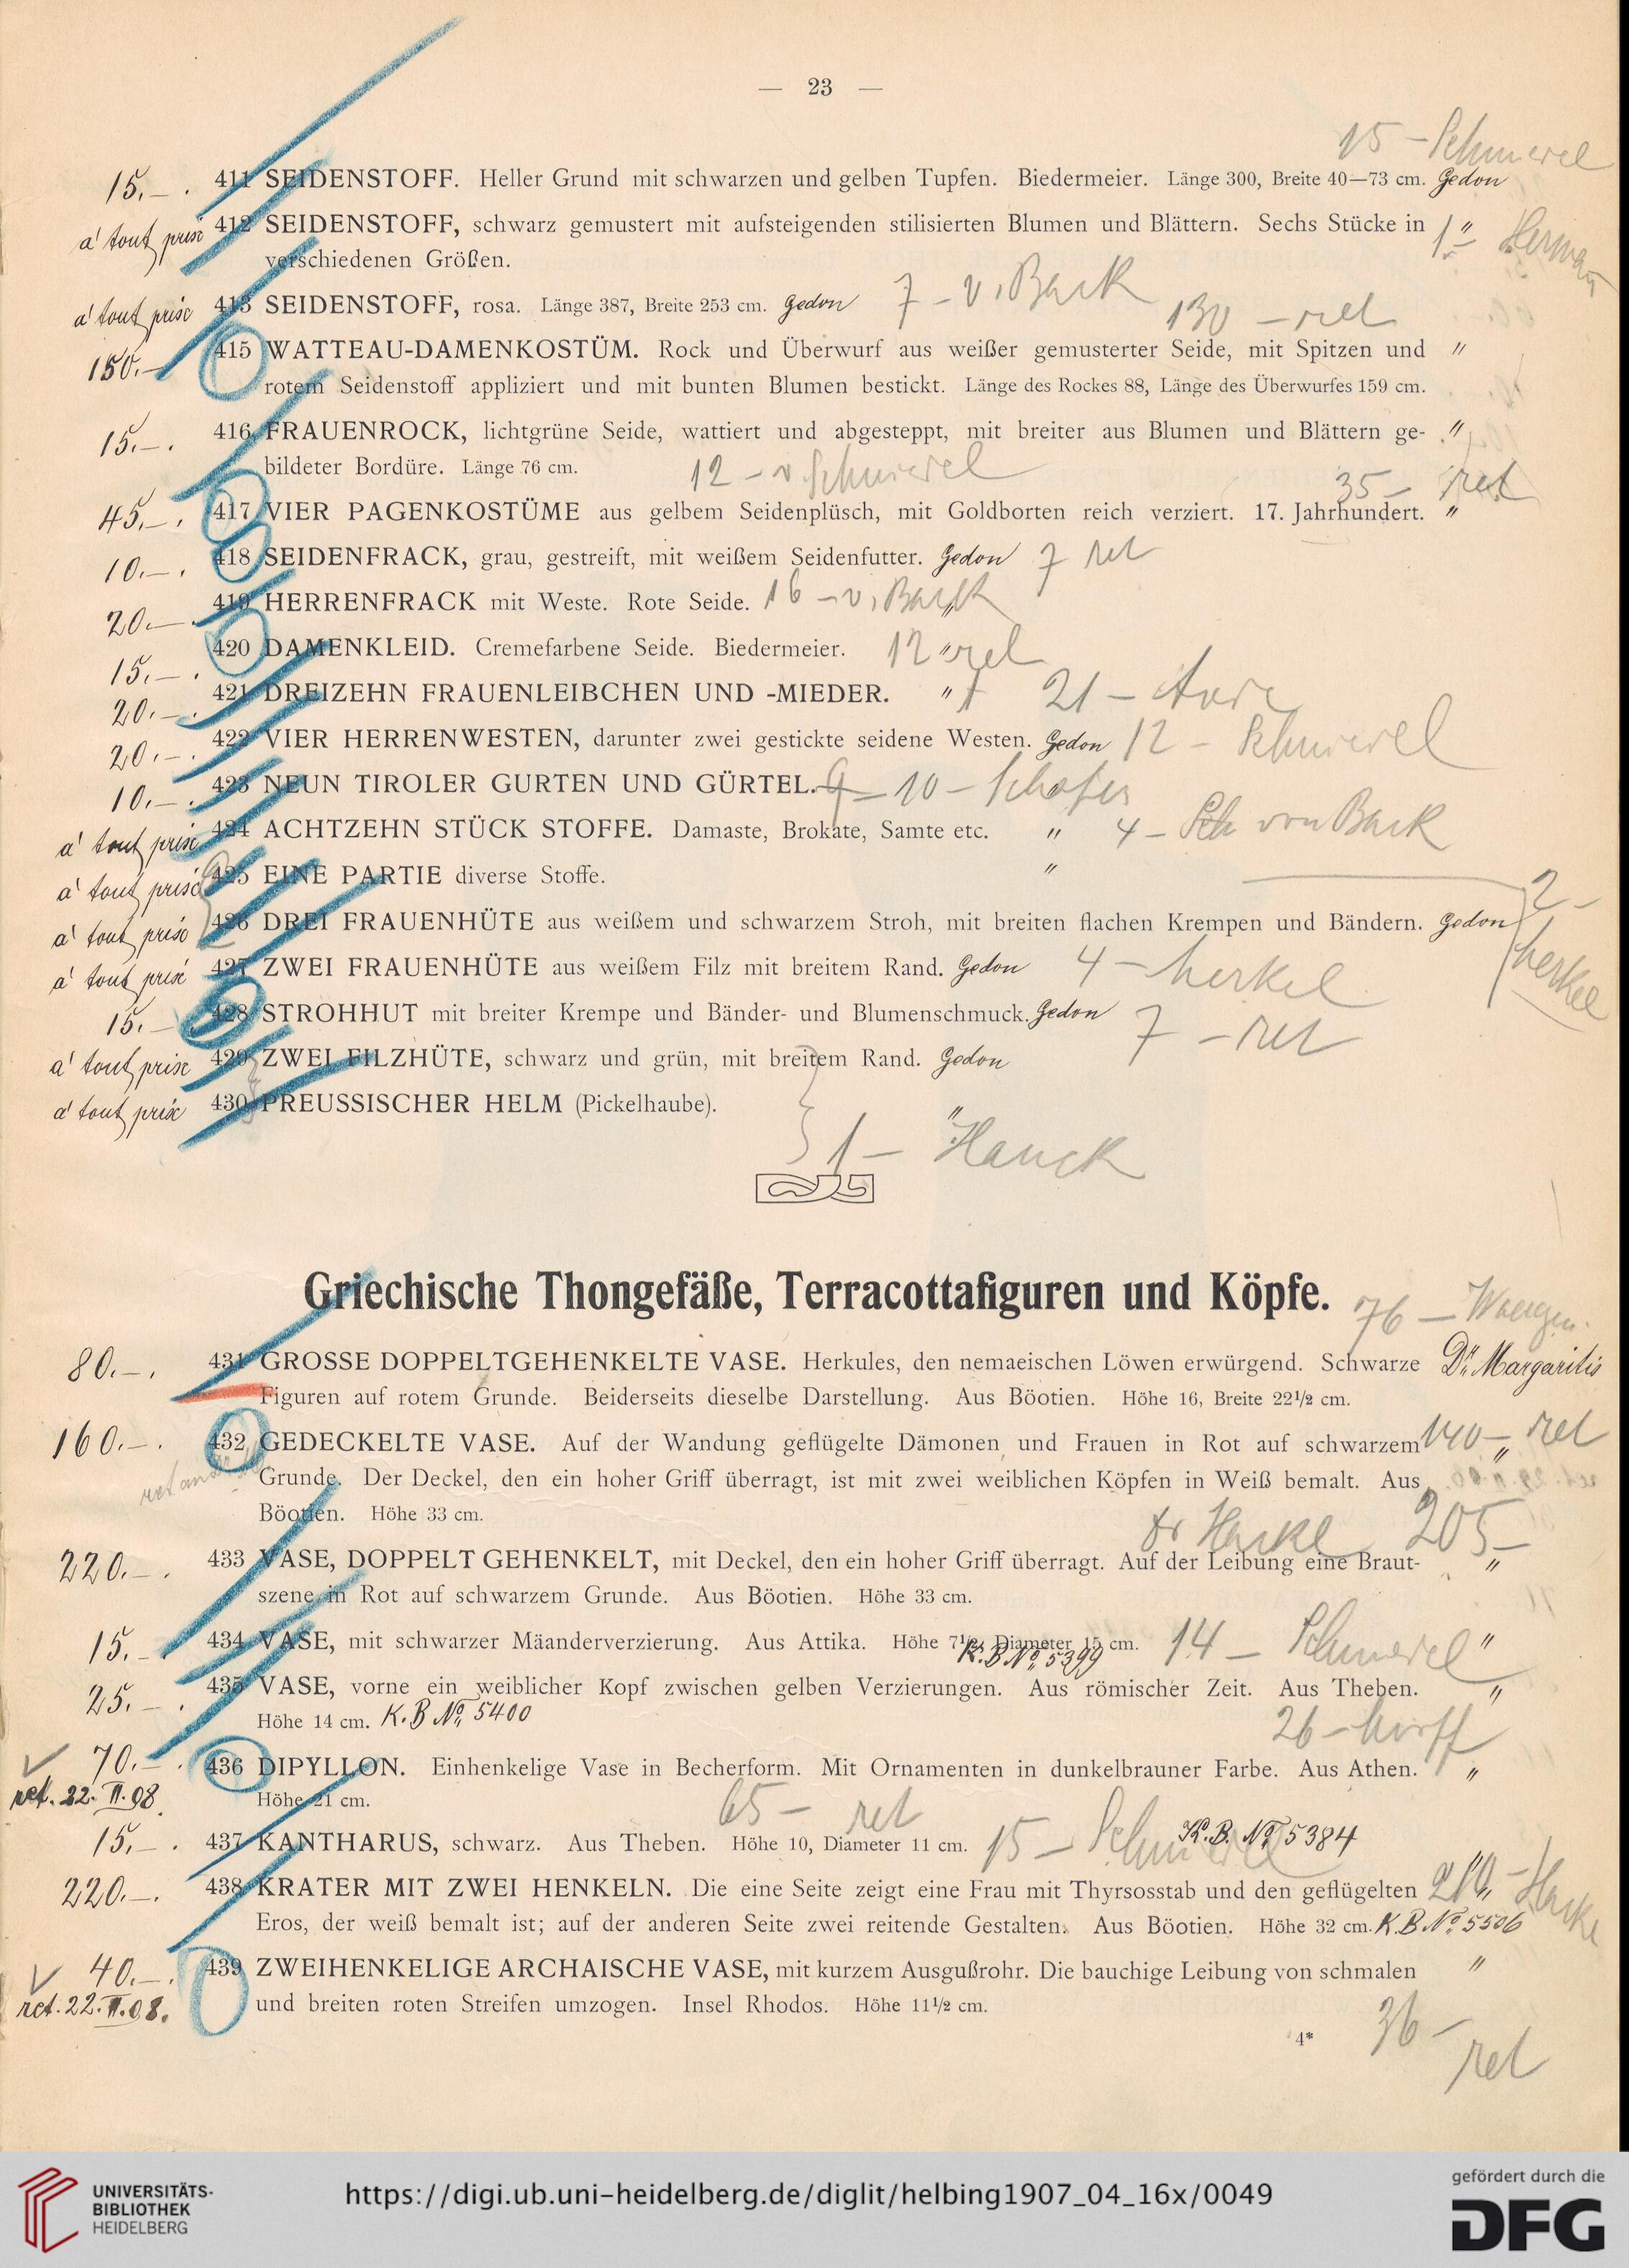 — 23 —
15 – Schmerel
15.– . 411 SEIDENSTOFF. Heller Grund mit schwarzen und gelben Tupfen. Biedermeier. Länge 300, Breite 40—73 cm. Gedon
a' tout prisc 412 SEIDENSTOFF, schwarz gemustert mit aufsteigenden stilisierten Blumen und Blättern. Sechs Stücke in " 1.–
verschiedenen Größen.
a' tout prisc 413 SEIDENSTOFF, rosa. Länge 387, Breite 253 cm. Gedon 7 – v. Back
130 – ret
150.– 415 WATTEAU-DAMENKOSTÜM. Rock und Überwurf aus weißer gemusterter Seide, mit Spitzen und "
rotem Seidenstoff appliziert und mit bunten Blumen bestickt. Länge des Rockes 88, Länge des Überwurfes 159 cm.
15.– . 416 FRAUENROCK, lichtgrüne Seide, wattiert und abgesteppt, mit breiter aus Blumen und Blättern ge- "
bildeter Bordüre. Länge 76 cm. 12 – v Schmerel
35 – ret
45.– . 417 VIER PAGENKOSTÜME aus gelbem Seidenplüsch, mit Goldborten reich verziert. 17. Jahrhundert. "
10.– . 418 SEIDENFRACK, grau, gestreift, mit weißem Seidenfutter. Gedon 7 ret
20.– 419 HERRENFRACK mit Weste. Rote Seide. " 16 – v. Back
15.– . 420 DAMENKLEID. Cremefarbene Seide. Biedermeier. " 12 ret
20.– . 421 DREIZEHN FRAUENLEIBCHEN UND -MIEDER. " 21 –
20.– . 422 VIER HERRENWESTEN, darunter zwei gestickte seidene Westen. Gedon 12 – Schmerel
10.– . 423 NEUN TIROLER GURTEN UND GÜRTEL. 10 – Schäfer
a' tout prisc 424 ACHTZEHN STÜCK STOFFE. Damaste, Brokate, Samte etc. " 4 – von Back
a' tout prisc 425 EINE PARTIE diverse Stoffe. "
2 –
a' tout prisc 426 DREI FRAUENHÜTE aus weißem und schwarzem Stroh, mit breiten flachen Krempen und Bändern. Gedon
herkel
a' tout prisc 427 ZWEI FRAUENHÜTE aus weißem Filz mit breitem Rand. Gedon 4 – herkel
15.– 428 STROHHUT mit breiter Krempe und Bänder- und Blumenschmuck. Gedon 7 – ret
a' tout prisc 429 ZWEI FILZHÜTE, schwarz und grün, mit breitem Rand. Gedon
a' tout prisc 430 PREUSSISCHER HELM (Pickelhaube). "
1 – Hauck
Griechische Thongefäße, Terracottafiguren und Köpfe.
76 –
80.– . 431 GROSSE DOPPELTGEHENKELTE VASE. Herkules, den nemaeischen Löwen erwürgend. Schwarze Dr. Margaritis
Figuren auf rotem Grunde. Beiderseits dieselbe Darstellung. Aus Böotien. Höhe 16, Breite 22½ cm.
160.– . 432 GEDECKELTE VASE. Auf der Wandung geflügelte Dämonen und Frauen in Rot auf schwarzem 140 – " ret
Grunde. Der Deckel, den ein hoher Griff überragt, ist mit zwei weiblichen Köpfen in Weiß bemalt. Aus
Böotien. Höhe 33 cm.
205 –
220.– . 433 VASE, DOPPELT GEHENKELT, mit Deckel, den ein hoher Griff überragt. Auf der Leibung eine Braut- "
szene in Rot auf schwarzem Grunde. Aus Böotien. Höhe 33 cm.
15.– 434 VASE, mit schwarzer Mäanderverzierung. Aus Attika. Höhe 7½, Diameter 15 cm. 14 – Schmerel "
K. B No. 5399
25.– . 435 VASE, vorne ein weiblicher Kopf zwischen gelben Verzierungen. Aus römischer Zeit. Aus Theben. "
Höhe 14 cm. K. B No. 5400 26 –
70.– . 436 DIPYLLON. Einhenkelige Vase in Becherform. Mit Ornamenten in dunkelbrauner Farbe. Aus Athen. "
ret. 22. II. 08. Höhe 21 cm. 65 – ret
15.– . 437 KANTHARUS, schwarz. Aus Theben. Höhe 10, Diameter 11 cm. 15 – Schmerel K. B. No. 5384
220.– . 438 KRATER MIT ZWEI HENKELN. Die eine Seite zeigt eine Frau mit Thyrsosstab und den geflügelten 210 –
Eros, der weiß bemalt ist; auf der anderen Seite zwei reitende Gestalten. Aus Böotien. Höhe 32 cm. K. B. No. 5506
40.– . 439 ZWEIHENKELIGE ARCHAISCHE VASE, mit kurzem Ausgußrohr. Die bauchige Leibung von schmalen "
ret. 22. II. 08. und breiten roten Streifen umzogen. Insel Rhodos. Höhe 11½ cm.
4*
36 –
ret
UNIVERSITÄTS-
BIBLIOTHEK
HEIDELBERG
https://digi.ub.uni-heidelberg.de/diglit/helbing1907_04_16x/0049
gefördert durch die
DFG